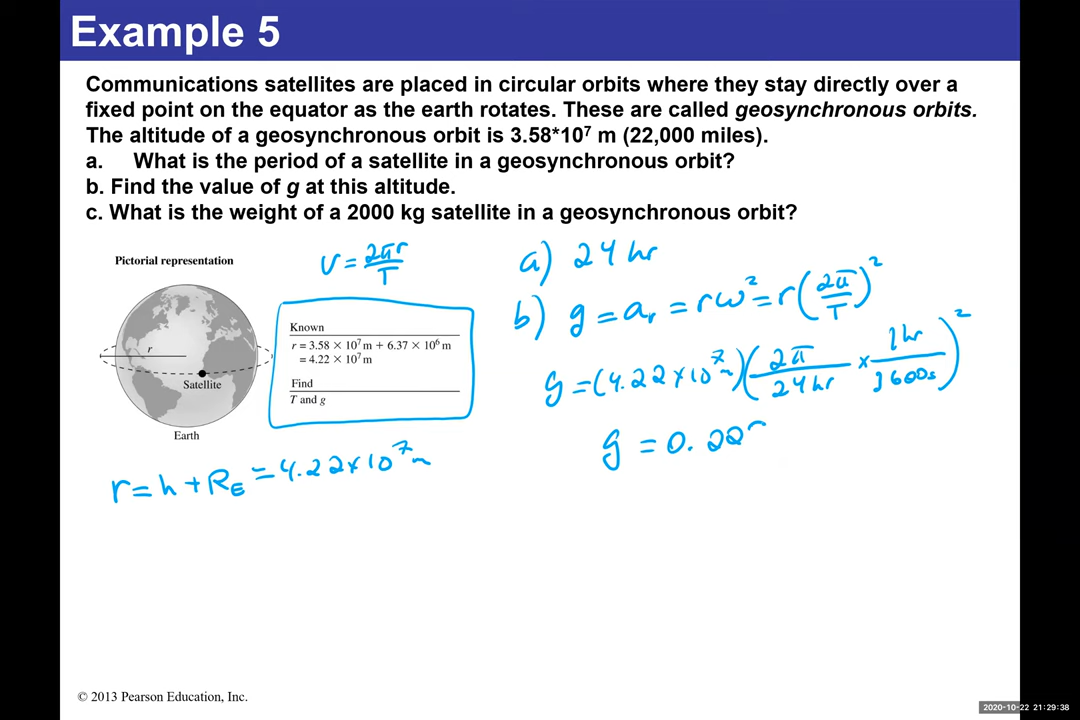 Example 5
Communications satellites are placed in circular orbits where they stay directly over a
fixed point on the equator as the earth rotates. These are called geosynchronous orbits.
The altitude of a geosynchronous orbit is 3.58*10⁷ m (22,000 miles).
a. What is the period of a satellite in a geosynchronous orbit?
b. Find the value of g at this altitude.
c. What is the weight of a 2000 kg satellite in a geosynchronous orbit?
Pictorial representation
r
Satellite
Earth
v = 2πr/T
Known
r = 3.58 × 10⁷ m + 6.37 × 10⁶ m
= 4.22 × 10⁷ m
Find
T and g
r = h + R_E = 4.22 × 10⁷ m
a) 24 hr
b) g = aᵣ = rω² = r(2π/T)²
g = (4.22 × 10⁷ m)(2π/24 hr × 1 hr/3600 s)²
g = 0.22
© 2013 Pearson Education, Inc.
2020-10-22 21:29:38